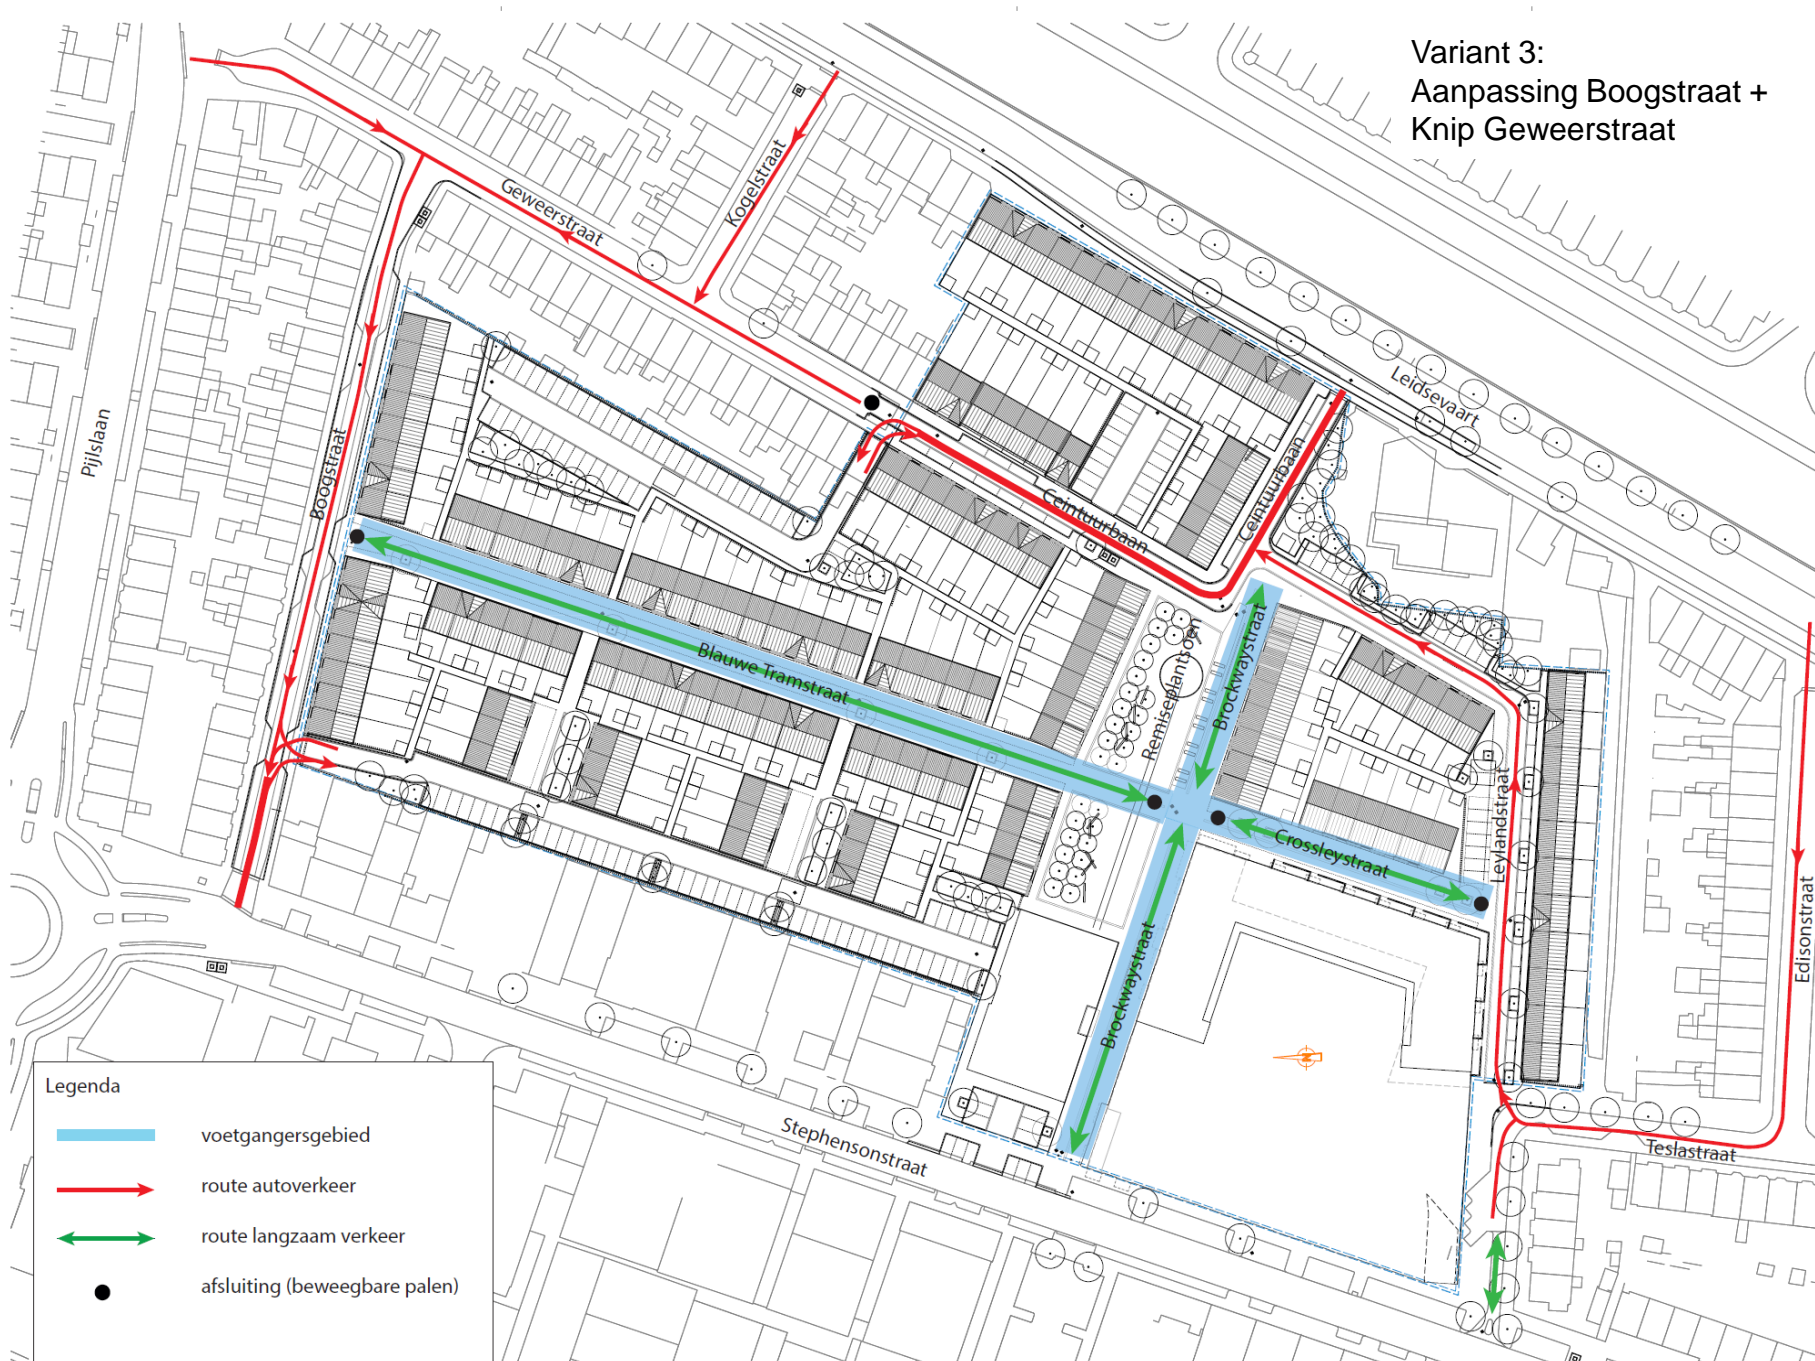 Variant 3:
Aanpassing Boogstraat +
Knip Geweerstraat
Geweerstraat
Kogelstraat
Leidsevaart
Pijlslaan
Boogstraat
Ceintuurbaan
Ceintuurbaan
Blauwe Tramstraat
Remiseplantsoen
Brockwaystraat
Crossleystraat
Leylandstraat
Edisonstraat
Brockwaystraat
Stephensonstraat
Teslastraat
N
Legenda
voetgangersgebied
route autoverkeer
route langzaam verkeer
afsluiting (beweegbare palen)